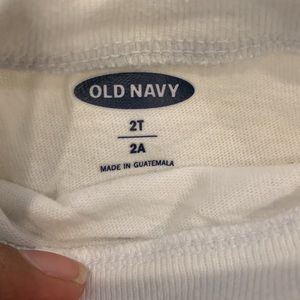 OLD NAVY
2T
2A
MADE IN GUATEMALA